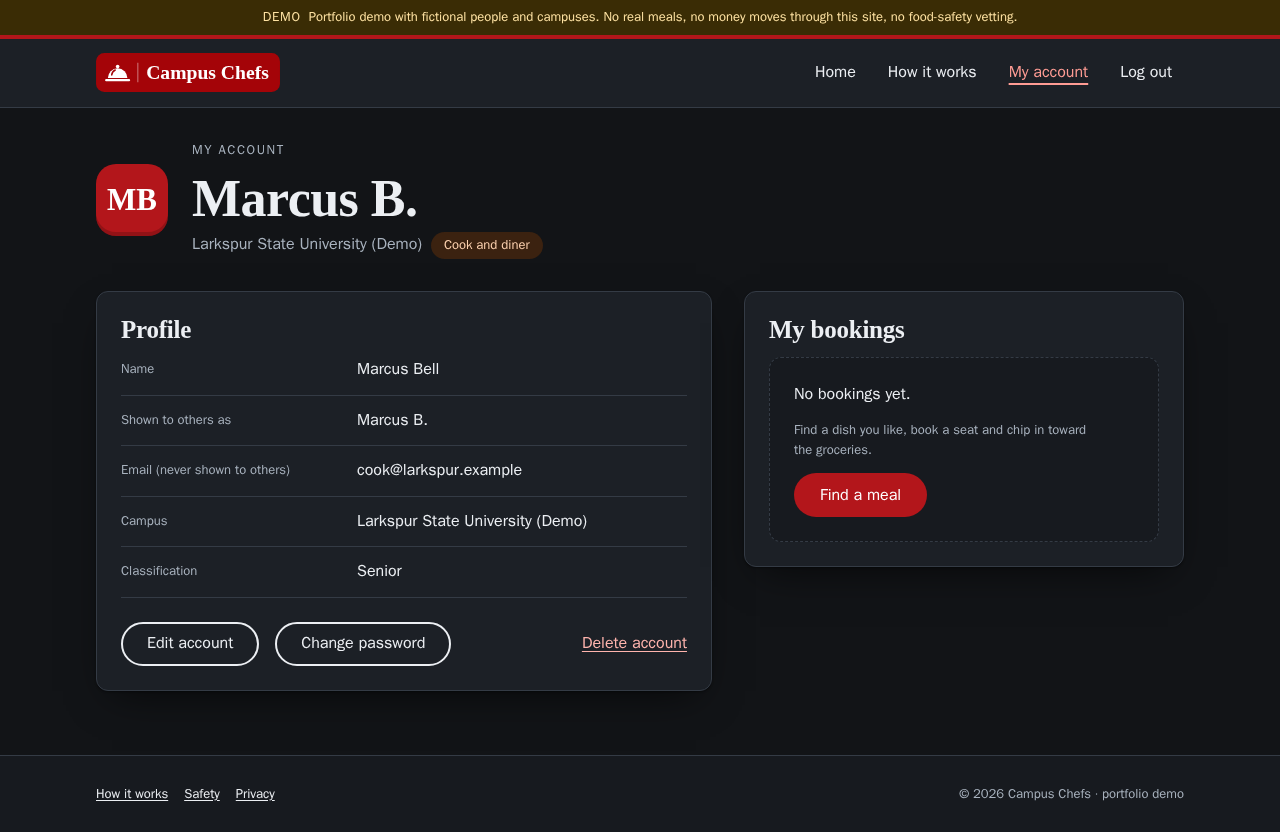 DEMO Portfolio demo with fictional people and campuses. No real meals, no money moves through this site, no food-safety vetting.
Campus Chefs
Home How it works My account Log out
MY ACCOUNT
MB
Marcus B.
Larkspur State University (Demo) Cook and diner
Profile
Name Marcus Bell
Shown to others as Marcus B.
Email (never shown to others) cook@larkspur.example
Campus Larkspur State University (Demo)
Classification Senior
Edit account Change password Delete account
My bookings
No bookings yet.
Find a dish you like, book a seat and chip in toward
the groceries.
Find a meal
How it works Safety Privacy
© 2026 Campus Chefs · portfolio demo